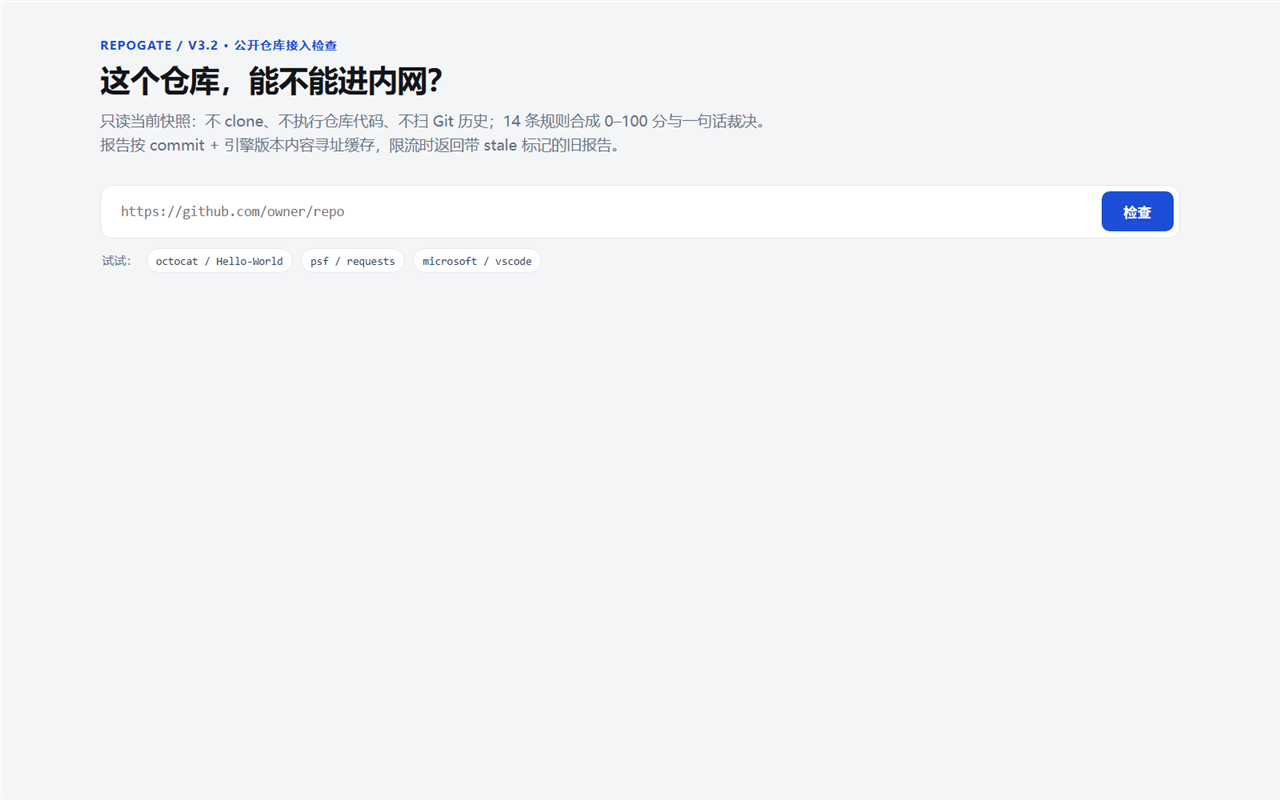 REPOGATE / V3.2 • 公开仓库接入检查
这个仓库，能不能进内网？
只读当前快照：不 clone、不执行仓库代码、不扫 Git 历史；14 条规则合成 0–100 分与一句话裁决。
报告按 commit + 引擎版本内容寻址缓存，限流时返回带 stale 标记的旧报告。
https://github.com/owner/repo
检查
试试：
octocat / Hello-World
psf / requests
microsoft / vscode